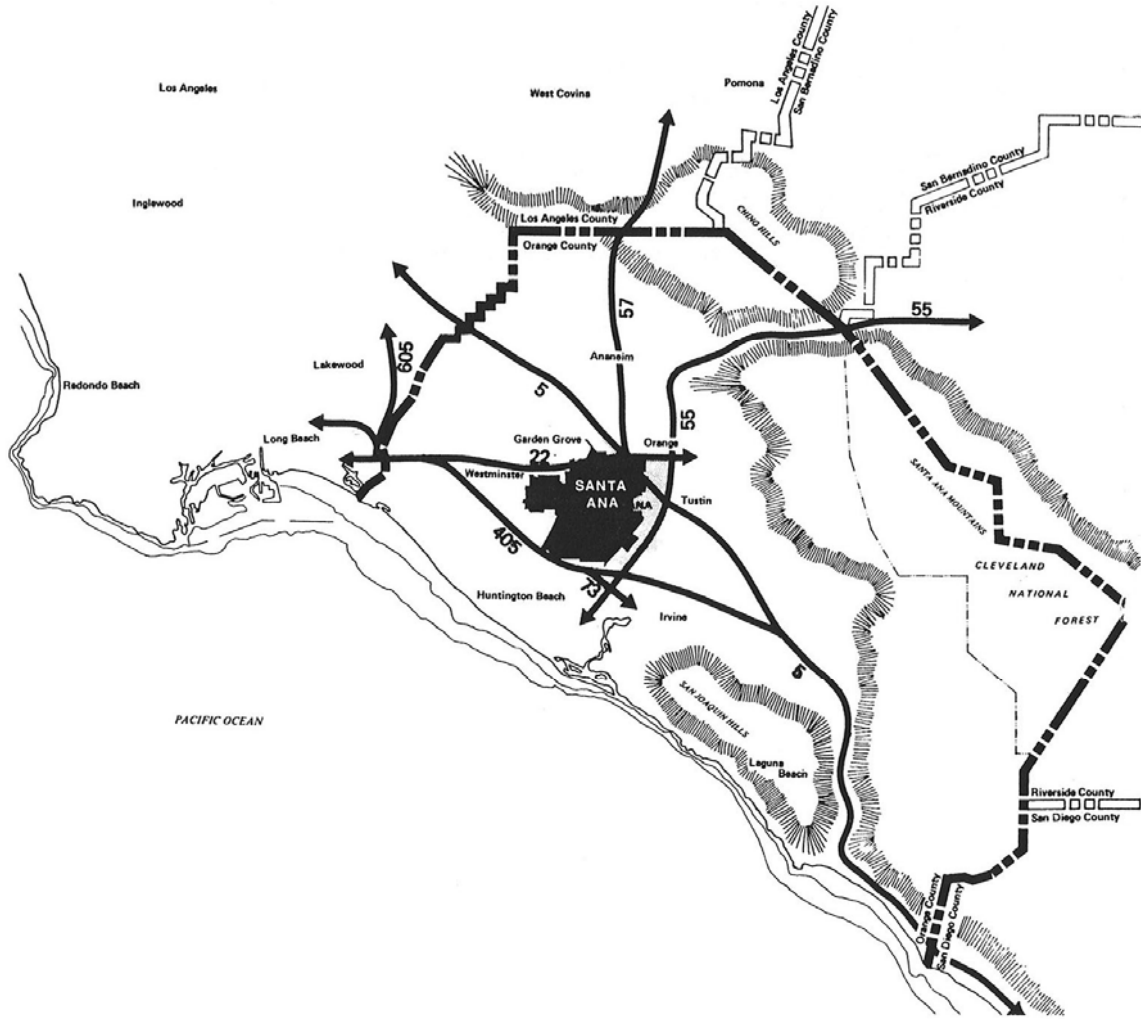 Los Angeles
West Covina
Pomona
Los Angeles County
San Bernadino County
San Bernadino County
Riverside County
Inglewood
Los Angeles County
Orange County
CHINO HILLS
57
55
605
Lakewood
Redondo Beach
Anaheim
5
55
Long Beach
Garden Grove
Orange
22
Westminster
SANTA
ANA
Tustin
NA
405
SANTA ANA MOUNTAINS
CLEVELAND
NATIONAL
FOREST
Huntington Beach
73
Irvine
5
SAN JOAQUIN HILLS
PACIFIC OCEAN
Laguna
Beach
Riverside County
San Diego County
Orange County
San Diego County